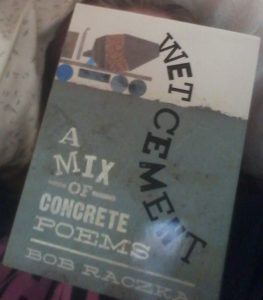 WET CEMENT
A
MIX
OF
CONCRETE
POEMS
BOB RACZKA